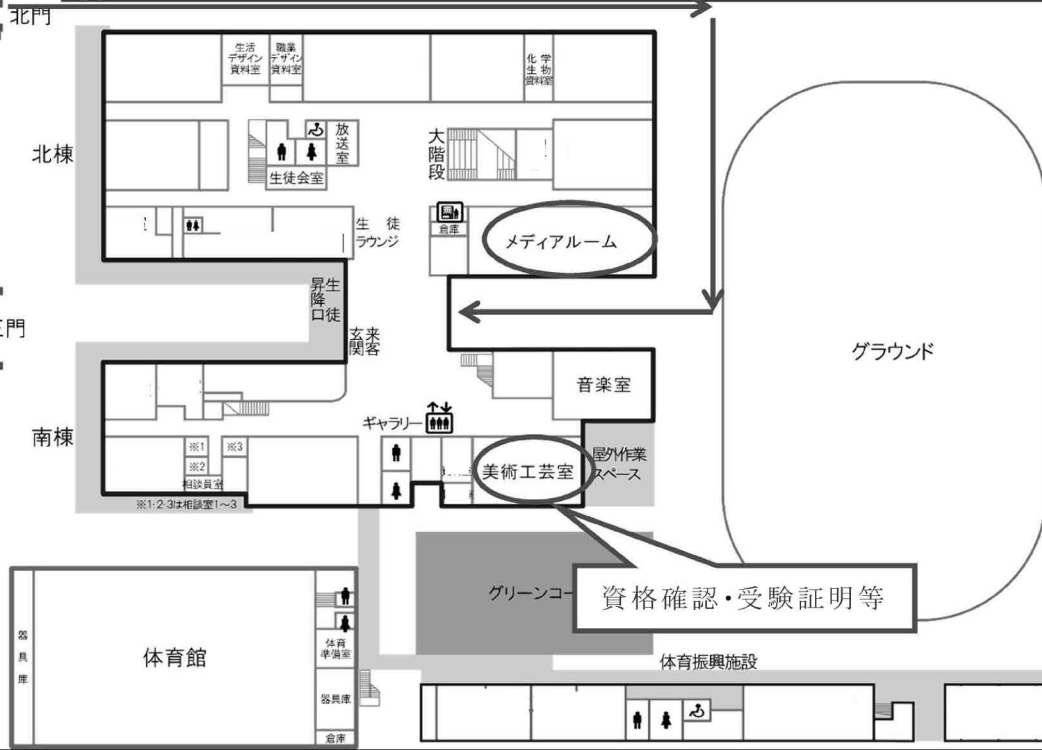 北門
生活
デザイン
資料室
職業
デザイン
資料室
化学
生物
資料室
北棟
放送室
大階段
生徒会室
生徒
ラウンジ
倉庫
メディアルーム
生徒
昇降口
門
来客
玄関
グラウンド
音楽室
ギャラリー
南棟
※1
※3
※2
相談員室
美術工芸室
屋外作業
スペース
※1・2・3は相談室1~3
グリーンコー
資格確認・受験証明等
器具庫
体育館
体育
準備室
器具庫
倉庫
体育振興施設